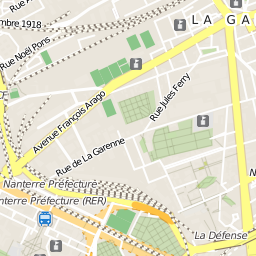 LA GA
mbre 1918
Rue Noël Pons
Rue Jules Ferry
Avenue François Arago
Rue de La Garenne
Nanterre Préfecture
Nanterre Préfecture (RER)
"La Défense"
N